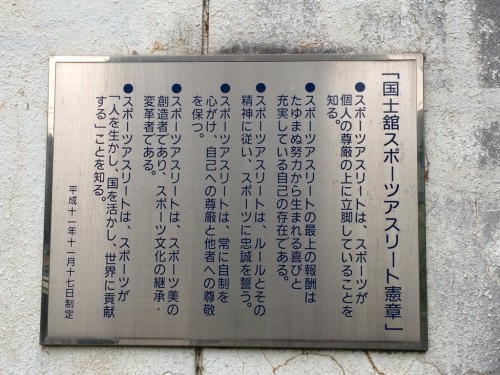 「国士舘スポーツアスリート憲章」
●スポーツアスリートは、スポーツが
個人の尊厳の上に立脚していることを
知る。
●スポーツアスリートの最上の報酬は
たゆまぬ努力から生まれる喜びと
充実している自己の存在である。
●スポーツアスリートは、ルールとその
精神に従い、スポーツに忠誠を誓う。
●スポーツアスリートは、常に自制を
心がけ、自己への尊厳と他者への尊敬
を保つ。
●スポーツアスリートは、スポーツ美の
創造者であり、スポーツ文化の継承・
変革者である。
●スポーツアスリートは、スポーツが
「人を生かし、国を活かし、世界に貢献
する」ことを知る。
平成十一年十一月十七日制定